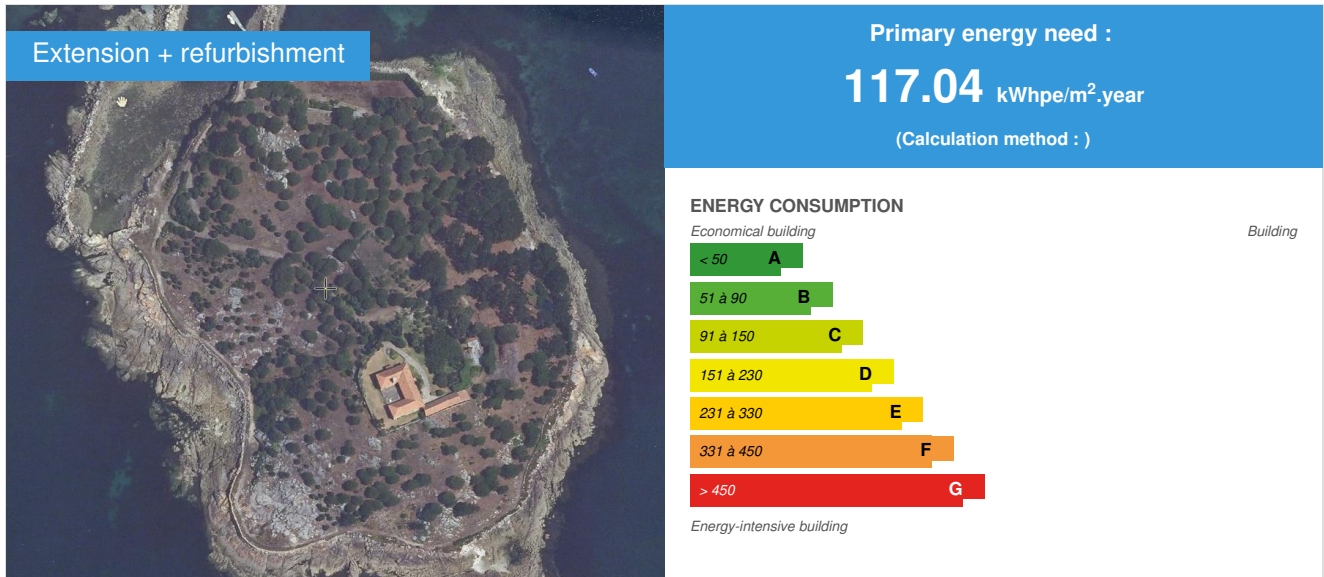 Extension + refurbishment
Primary energy need :
117.04 kWhpe/m².year
(Calculation method : )
ENERGY CONSUMPTION
Economical building
Building
< 50 A
51 à 90 B
91 à 150 C
151 à 230 D
231 à 330 E
331 à 450 F
> 450 G
Energy-intensive building